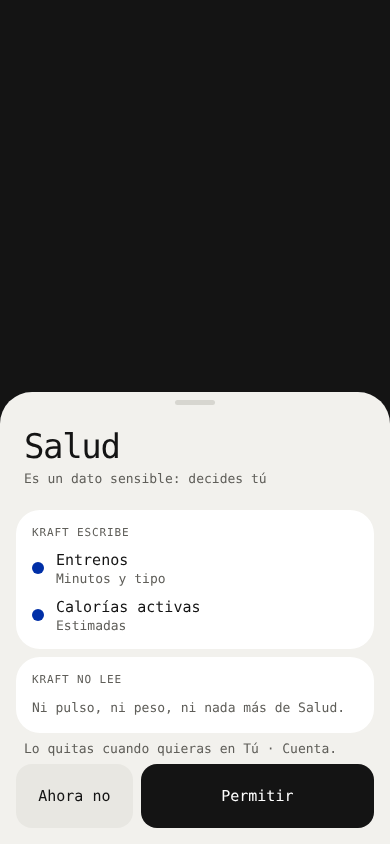 Salud
Es un dato sensible: decides tú
KRAFT ESCRIBE
Entrenos
Minutos y tipo
Calorías activas
Estimadas
KRAFT NO LEE
Ni pulso, ni peso, ni nada más de Salud.
Lo quitas cuando quieras en Tú · Cuenta.
Ahora no
Permitir